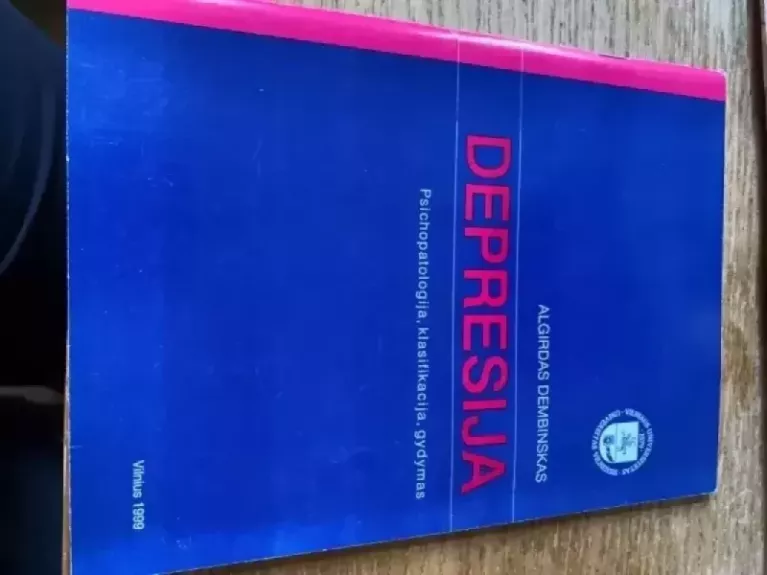 ALGIRDAS DEMBINSKAS
DEPRESIJA
Psichopatologija, klasifikacija, gydymas
Vilnius 1999